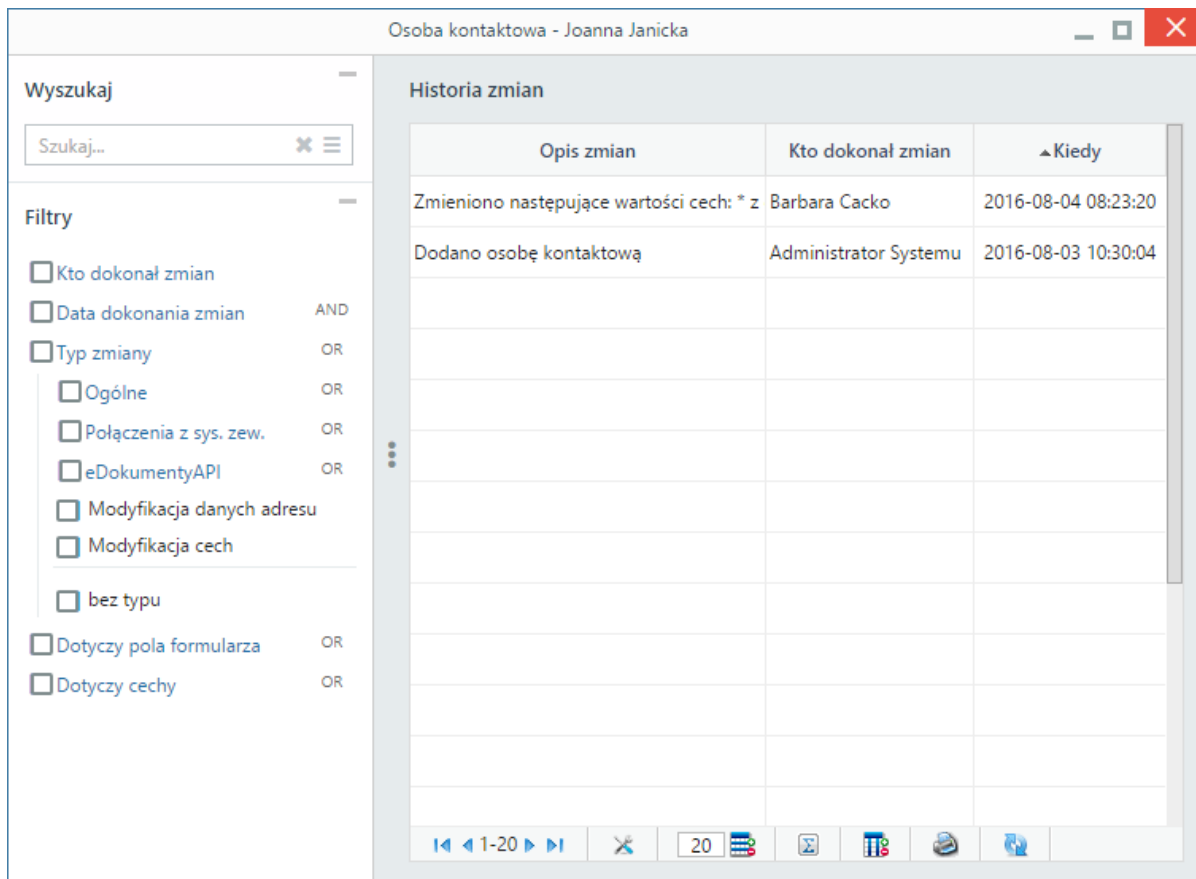 Osoba kontaktowa - Joanna Janicka
Wyszukaj
Szukaj...
Filtry
Kto dokonał zmian
Data dokonania zmian AND
Typ zmiany OR
Ogólne OR
Połączenia z sys. zew. OR
eDokumentyAPI OR
Modyfikacja danych adresu
Modyfikacja cech
bez typu
Dotyczy pola formularza OR
Dotyczy cechy OR
Historia zmian
Opis zmian Kto dokonał zmian Kiedy
Zmieniono następujące wartości cech: * z Barbara Cacko 2016-08-04 08:23:20
Dodano osobę kontaktową Administrator Systemu 2016-08-03 10:30:04
1-20 20